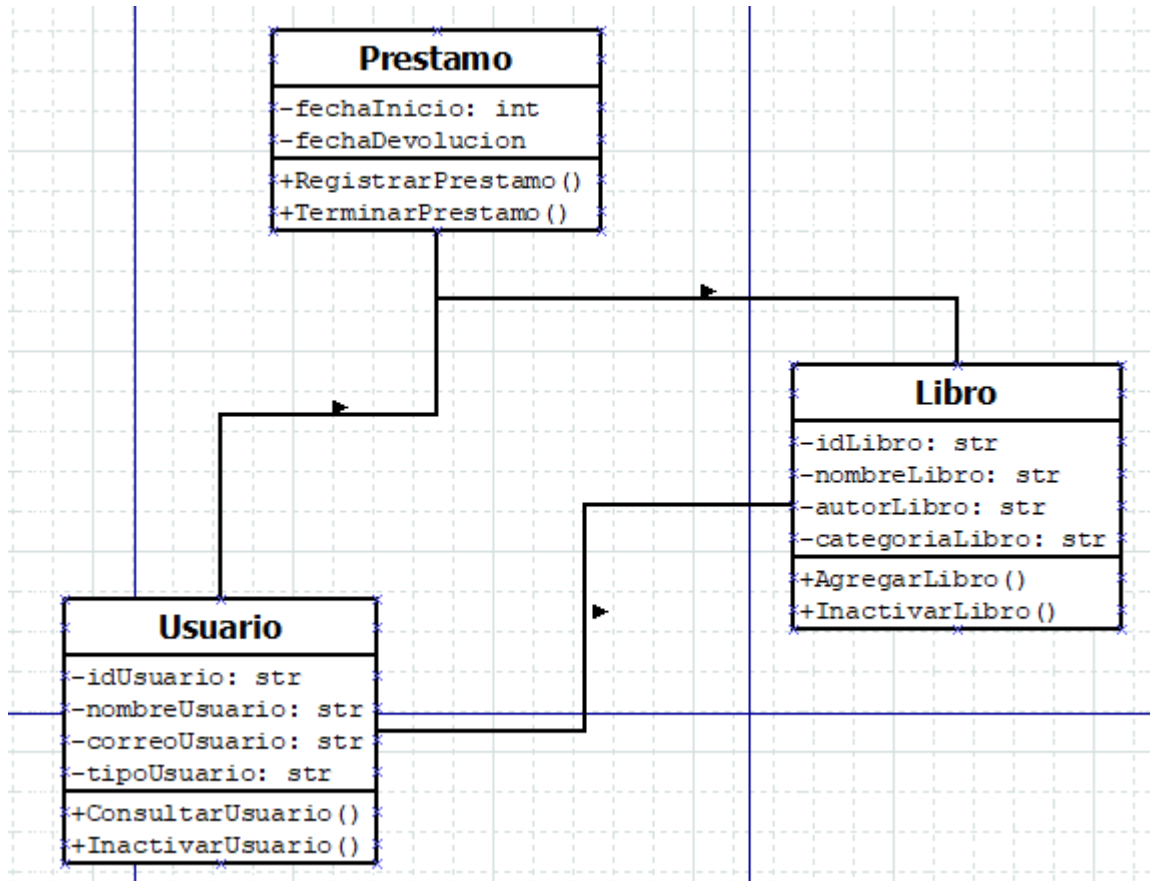 Prestamo
-fechaInicio: int
-fechaDevolucion
+RegistrarPrestamo()
+TerminarPrestamo()
Libro
-idLibro: str
-nombreLibro: str
-autorLibro: str
-categoriaLibro: str
+AgregarLibro()
+InactivarLibro()
Usuario
-idUsuario: str
-nombreUsuario: str
-correoUsuario: str
-tipoUsuario: str
+ConsultarUsuario()
+InactivarUsuario()